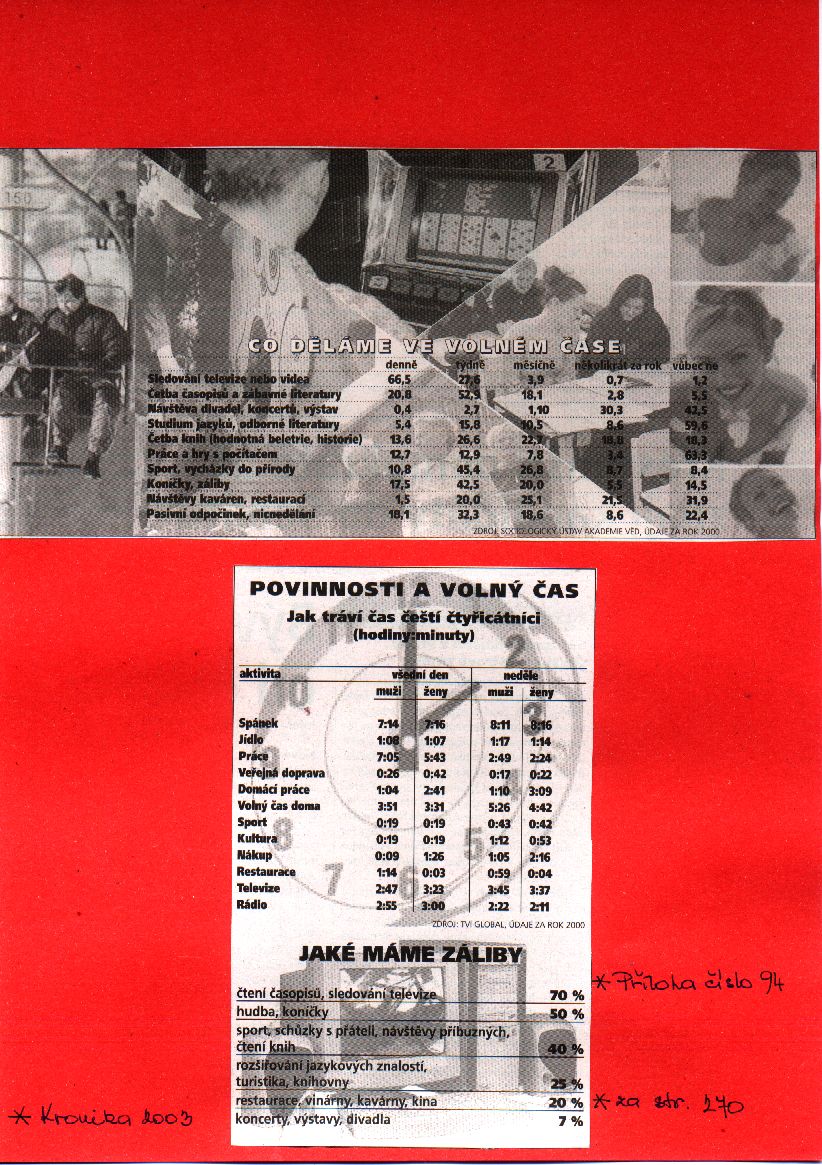 150
2
CO DĚLÁME VE VOLNÉM ČASE
denně týdně měsíčně několikrát za rok vůbec ne
Sledování televize nebo videa 66,5 27,6 3,9 0,7 1,2
Četba časopisů a zábavné literatury 20,8 52,9 18,1 2,8 5,5
Návštěva divadel, koncertů, výstav 0,4 2,7 1,10 30,3 42,5
Studium jazyků, odborné literatury 5,4 15,8 10,5 8,6 59,6
Četba knih (hodnotná beletrie, historie) 13,6 26,6 22,7 18,8 18,3
Práce a hry s počítačem 12,7 12,9 7,8 3,4 63,3
Sport, vycházky do přírody 10,8 45,4 26,8 8,7 8,4
Koníčky, záliby 17,5 42,5 20,0 5,5 14,5
Návštěvy kaváren, restaurací 1,5 20,0 25,1 21,5 31,9
Pasivní odpočinek, nicnedělání 18,1 32,3 18,6 8,6 22,4
ZDROJ: SOCIOLOGICKÝ ÚSTAV AKADEMIE VĚD, ÚDAJE ZA ROK 2000
POVINNOSTI A VOLNÝ ČAS
Jak tráví čas čeští čtyřicátníci
(hodiny:minuty)
aktivita všední den neděle
muži ženy muži ženy
Spánek 7:14 7:16 8:11 8:16
Jídlo 1:08 1:07 1:17 1:14
Práce 7:05 5:43 2:49 2:24
Veřejná doprava 0:26 0:42 0:17 0:22
Domácí práce 1:04 2:41 1:10 3:09
Volný čas doma 3:51 3:31 5:26 4:42
Sport 0:19 0:19 0:43 0:42
Kultura 0:19 0:19 1:12 0:53
Nákup 0:09 1:26 1:05 2:16
Restaurace 1:14 0:03 0:59 0:04
Televize 2:47 3:23 3:45 3:37
Rádio 2:55 3:00 2:22 2:11
ZDROJ: TVI GLOBAL, ÚDAJE ZA ROK 2000
JAKÉ MÁME ZÁLIBY
čtení časopisů, sledování televize 70 %
hudba, koníčky 50 %
sport, schůzky s přáteli, návštěvy příbuzných,
čtení knih 40 %
rozšiřování jazykových znalostí,
turistika, knihovny 25 %
restaurace, vinárny, kavárny, kina 20 %
koncerty, výstavy, divadla 7 %
* Příloha číslo 94
* za str. 270
* Kronika 2003